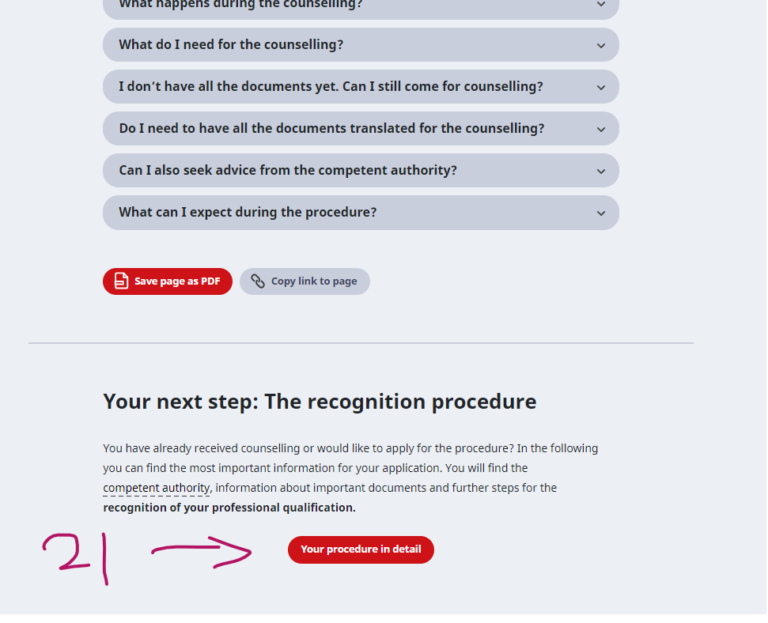 What happens during the counselling?
What do I need for the counselling?
I don't have all the documents yet. Can I still come for counselling?
Do I need to have all the documents translated for the counselling?
Can I also seek advice from the competent authority?
What can I expect during the procedure?
Save page as PDF
Copy link to page
Your next step: The recognition procedure
You have already received counselling or would like to apply for the procedure? In the following
you can find the most important information for your application. You will find the
competent authority, information about important documents and further steps for the
recognition of your professional qualification.
21
Your procedure in detail